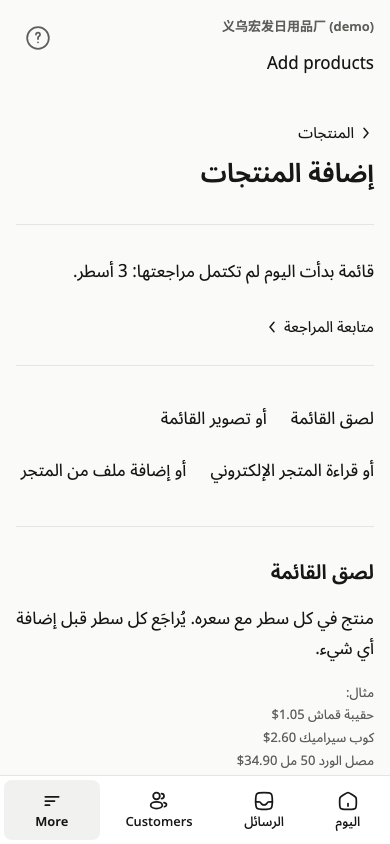 义乌宏发日用品厂 (demo)
Add products
المنتجات
إضافة المنتجات
قائمة بدأت اليوم لم تكتمل مراجعتها: 3 أسطر.
متابعة المراجعة
لصق القائمة
أو تصوير القائمة
أو قراءة المتجر الإلكتروني
أو إضافة ملف من المتجر
لصق القائمة
منتج في كل سطر مع سعره. يُراجَع كل سطر قبل إضافة
أي شيء.
مثال:
حقيبة قماش 1.05$
كوب سيراميك 2.60$
مصل الورد 50 مل 34.90$
اليوم
الرسائل
Customers
More